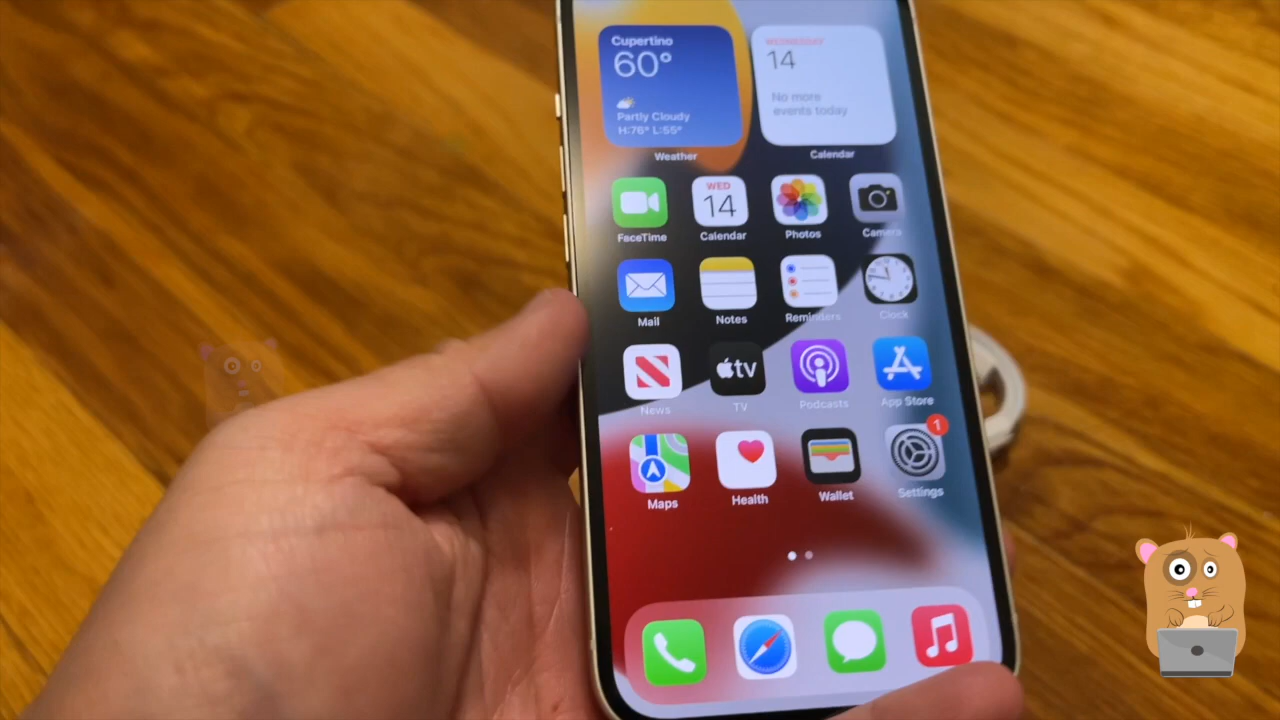 Cupertino
60°
Partly Cloudy
H:76° L:55°
Weather
WEDNESDAY
14
No more
events today
Calendar
FaceTime
WED
14
Calendar
Photos
Camera
Mail
Notes
Reminders
Clock
News
tv
TV
Podcasts
App Store
Maps
Health
Wallet
1
Settings